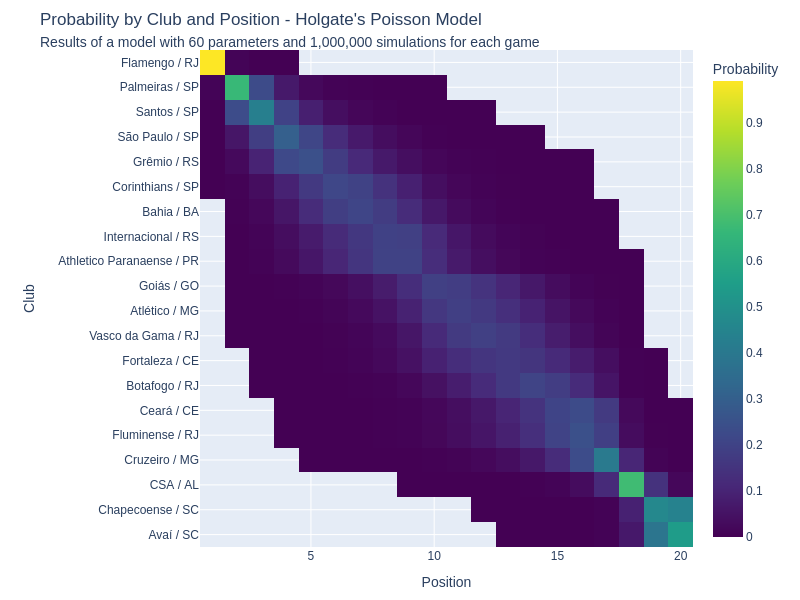 Probability by Club and Position - Holgate's Poisson Model
Results of a model with 60 parameters and 1,000,000 simulations for each game
Probability
Flamengo / RJ
Palmeiras / SP
Santos / SP
São Paulo / SP
Grêmio / RS
Corinthians / SP
Bahia / BA
Internacional / RS
Athletico Paranaense / PR
Goiás / GO
Atlético / MG
Vasco da Gama / RJ
Fortaleza / CE
Botafogo / RJ
Ceará / CE
Fluminense / RJ
Cruzeiro / MG
CSA / AL
Chapecoense / SC
Avaí / SC
Club
5
10
15
20
Position
0.9
0.8
0.7
0.6
0.5
0.4
0.3
0.2
0.1
0